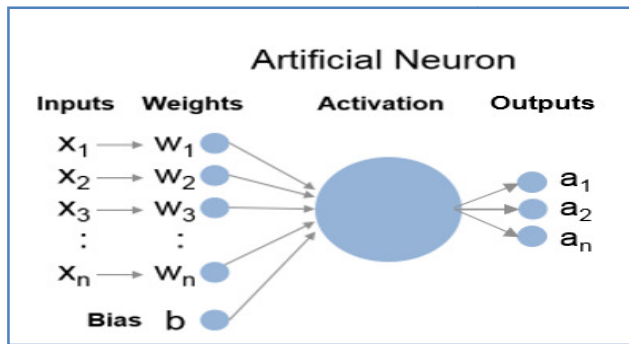 Artificial Neuron
Inputs Weights Activation Outputs
x1 w1
x2 w2 a1
x3 w3 a2
: : an
xn wn
Bias b